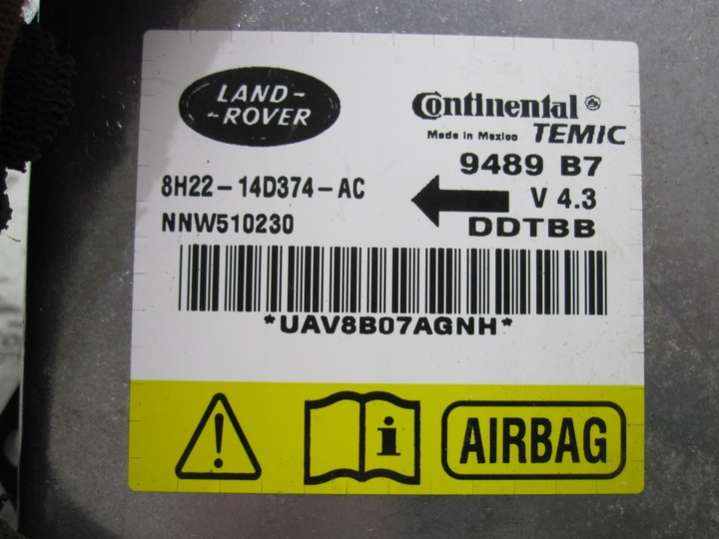 LAND-
-ROVER
Continental®
Made in Mexico TEMIC
9489 B7
8H22-14D374-AC
V 4.3
NNW510230
DDTBB
*UAV8B07AGNH*
i
AIRBAG